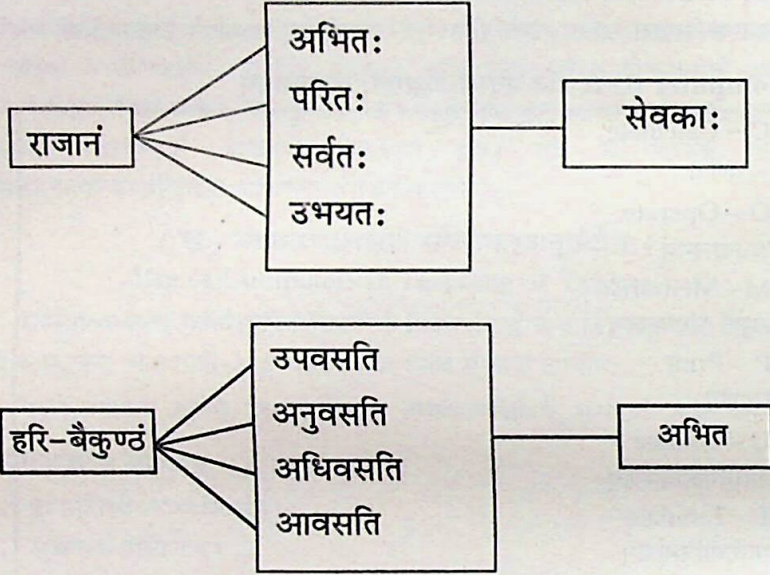 राजानं
अभित:
परित:
सर्वत:
उभयत:
सेवका:
हरि-बैकुण्ठं
उपवसति
अनुवसति
अधिवसति
आवसति
अभित